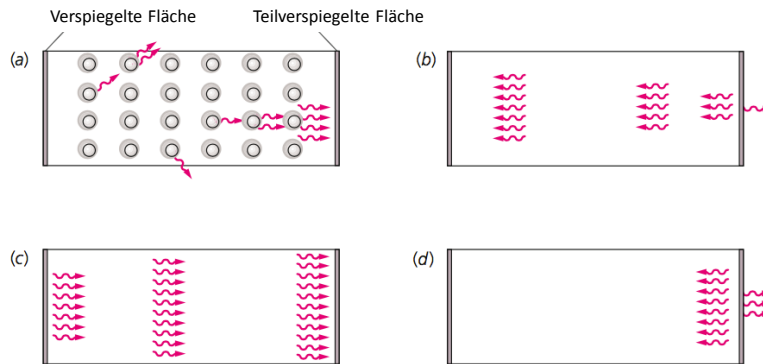 Verspiegelte Fläche
Teilverspiegelte Fläche
(a)
(b)
(c)
(d)